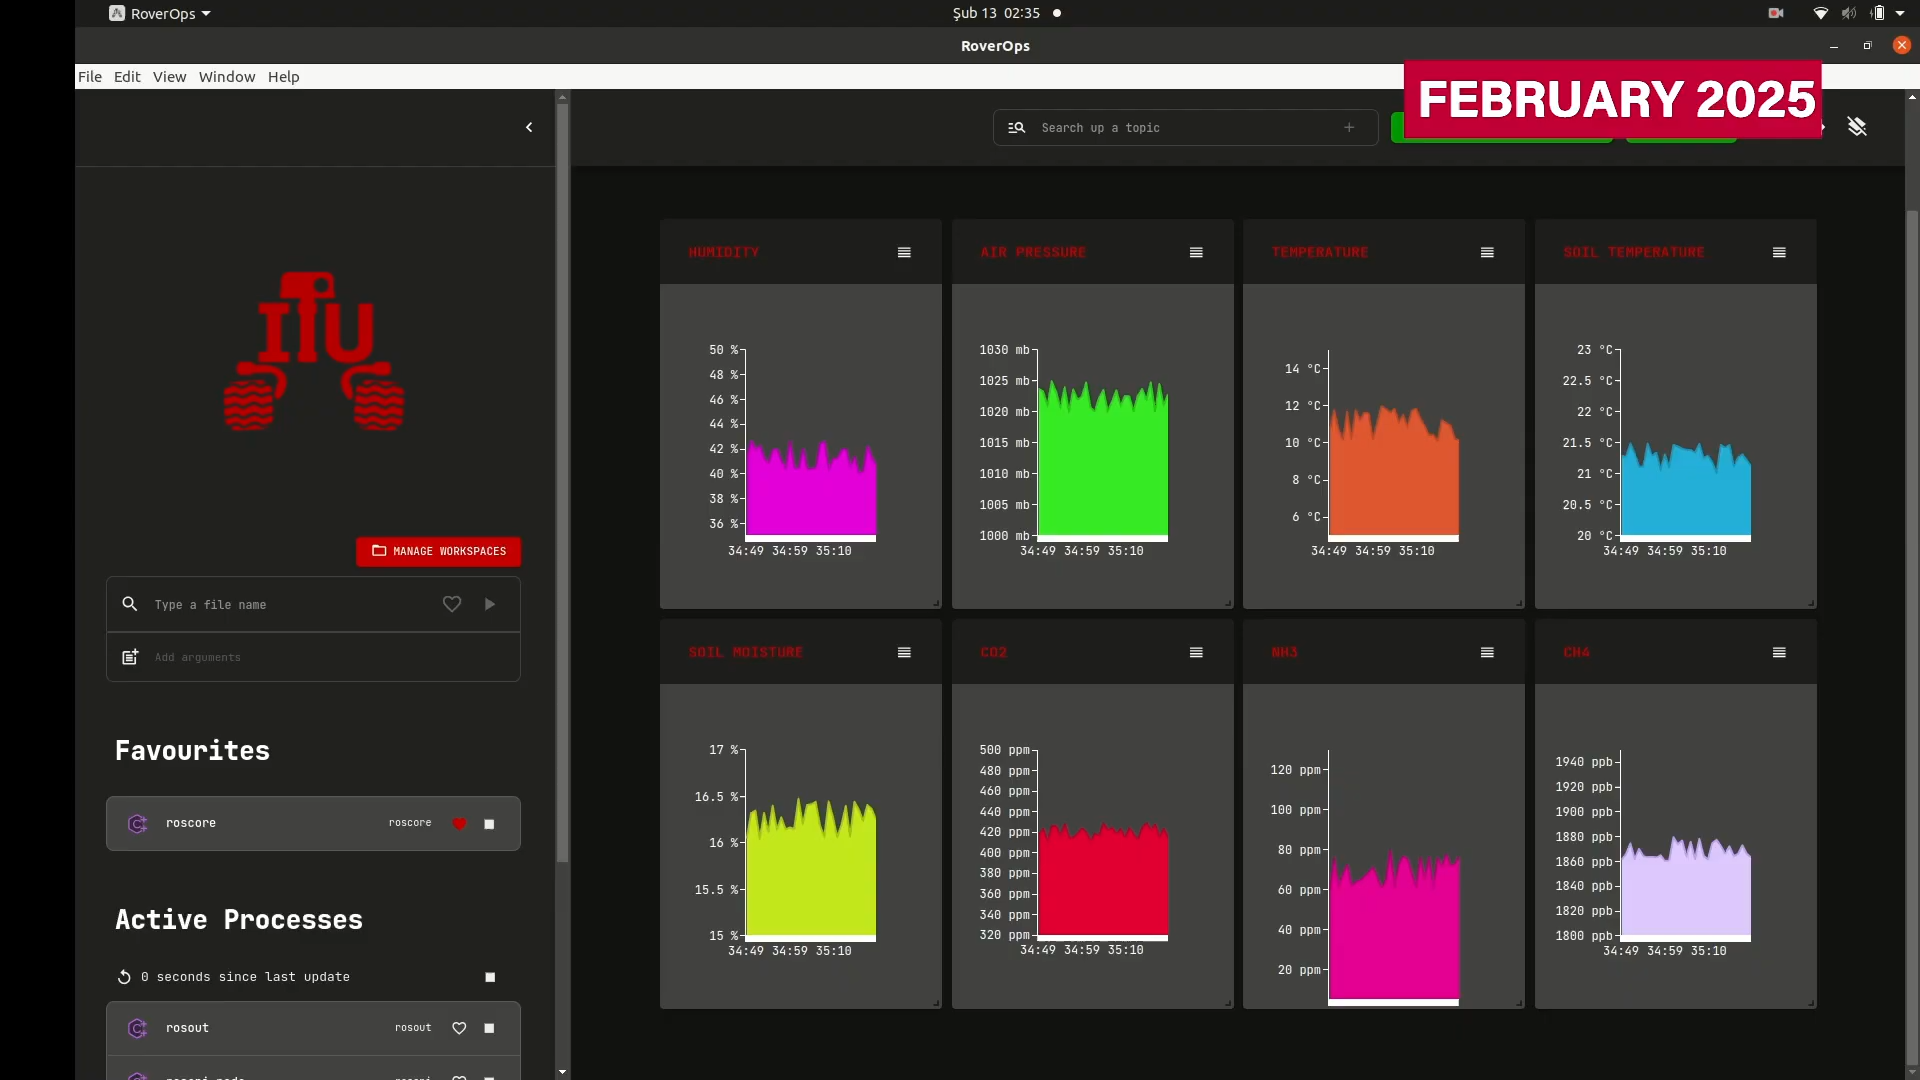 RoverOps
Şub 13 02:35
RoverOps
File Edit View Window Help
FEBRUARY 2025
Search up a topic
ITU
MANAGE WORKSPACES
Type a file name
Add arguments
Favourites
roscore roscore
Active Processes
0 seconds since last update
rosout rosout
HUMIDITY
50 %
48 %
46 %
44 %
42 %
40 %
38 %
36 %
34:49 34:59 35:10
AIR PRESSURE
1030 mb
1025 mb
1020 mb
1015 mb
1010 mb
1005 mb
1000 mb
34:49 34:59 35:10
TEMPERATURE
14 °C
12 °C
10 °C
8 °C
6 °C
34:49 34:59 35:10
SOIL TEMPERATURE
23 °C
22.5 °C
22 °C
21.5 °C
21 °C
20.5 °C
20 °C
34:49 34:59 35:10
SOIL MOISTURE
17 %
16.5 %
16 %
15.5 %
15 %
34:49 34:59 35:10
CO2
500 ppm
480 ppm
460 ppm
440 ppm
420 ppm
400 ppm
380 ppm
360 ppm
340 ppm
320 ppm
34:49 34:59 35:10
NH3
120 ppm
100 ppm
80 ppm
60 ppm
40 ppm
20 ppm
CH4
1940 ppb
1920 ppb
1900 ppb
1880 ppb
1860 ppb
1840 ppb
1820 ppb
1800 ppb
34:49 34:59 35:10